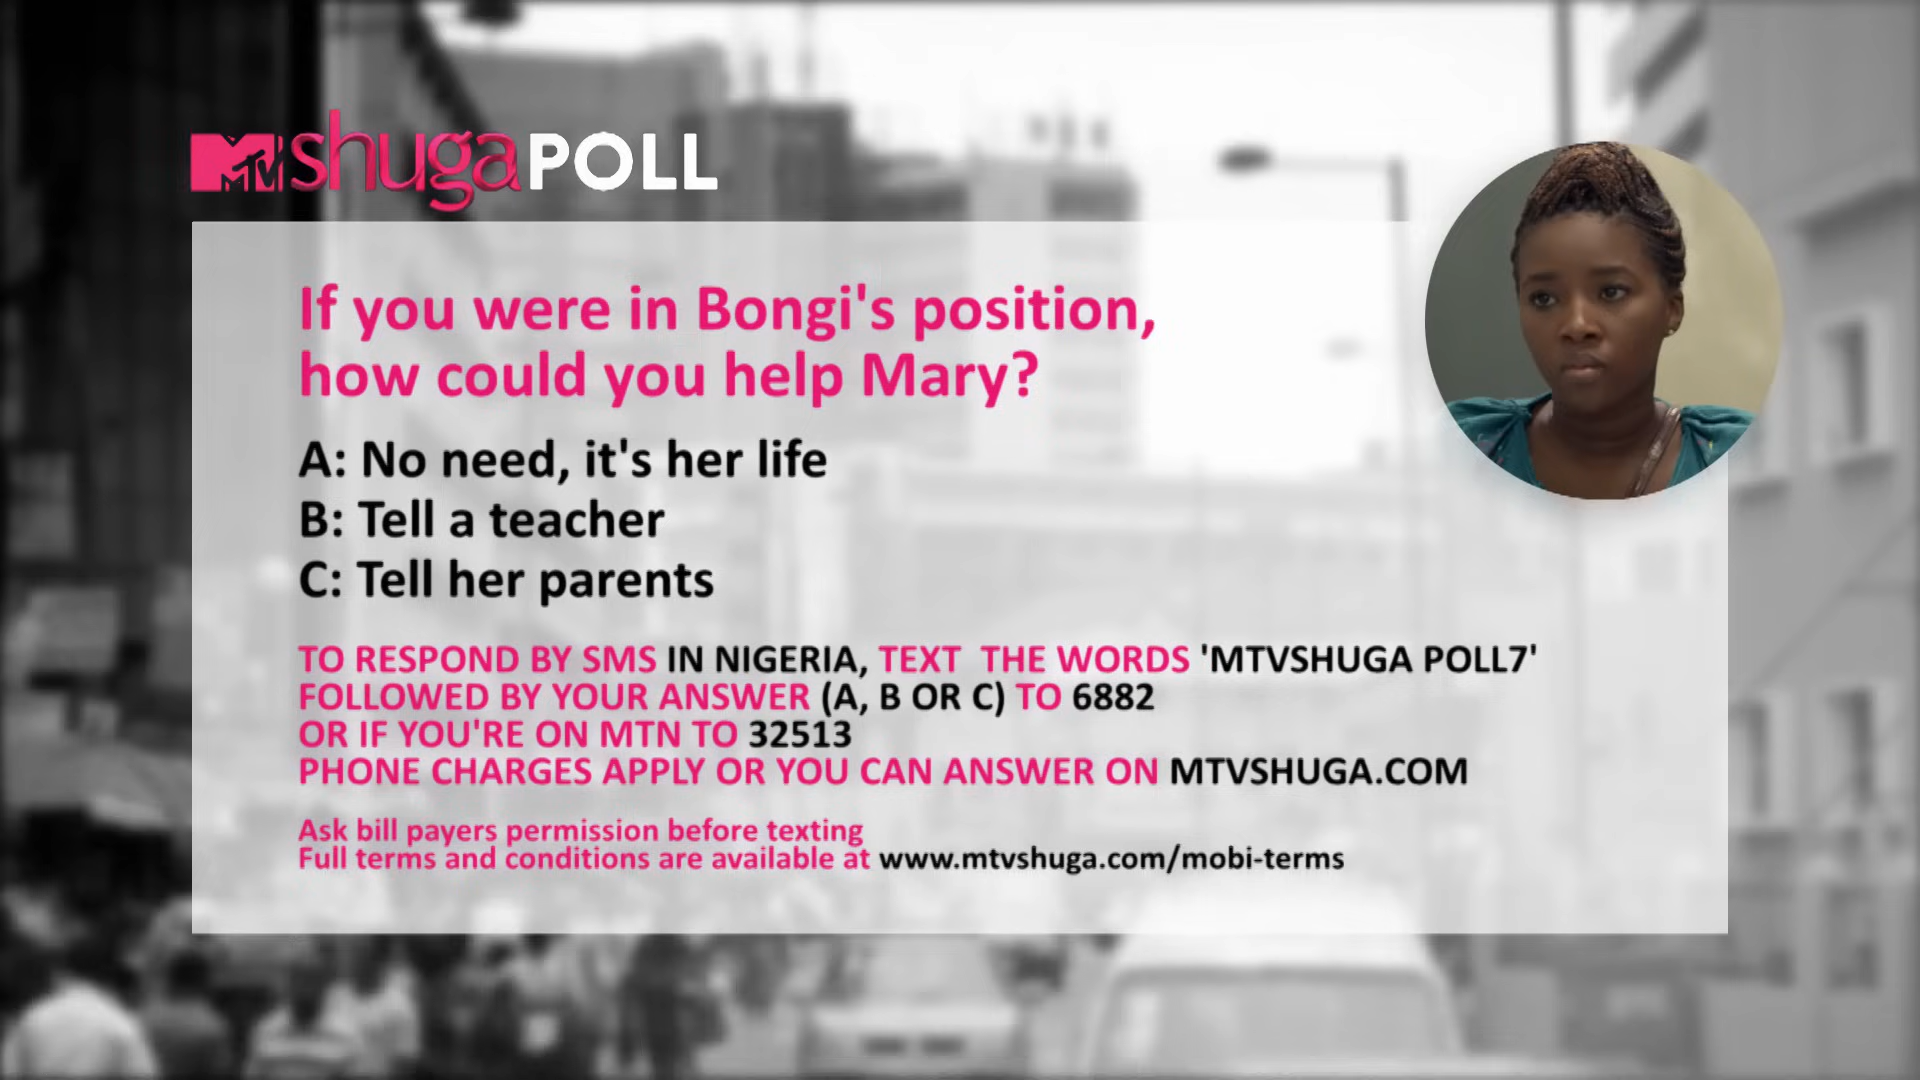 MTV shuga POLL
If you were in Bongi's position,
how could you help Mary?
A: No need, it's her life
B: Tell a teacher
C: Tell her parents
TO RESPOND BY SMS IN NIGERIA, TEXT THE WORDS 'MTVSHUGA POLL7'
FOLLOWED BY YOUR ANSWER (A, B OR C) TO 6882
OR IF YOU'RE ON MTN TO 32513
PHONE CHARGES APPLY OR YOU CAN ANSWER ON MTVSHUGA.COM
Ask bill payers permission before texting
Full terms and conditions are available at www.mtvshuga.com/mobi-terms